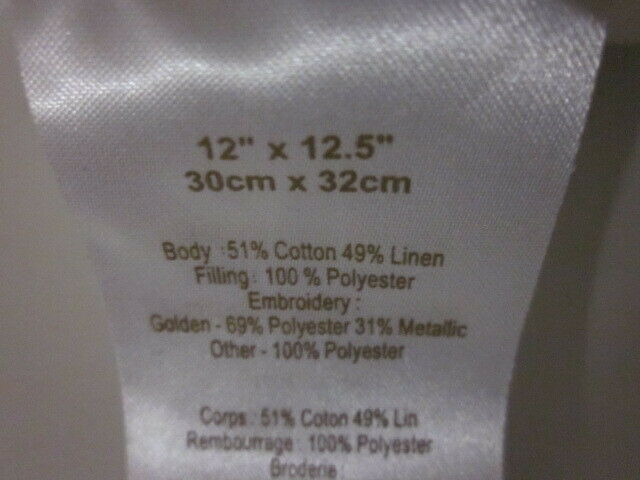 12" x 12.5"
30cm x 32cm
Body : 51% Cotton 49% Linen
Filling : 100 % Polyester
Embroidery :
Golden - 69% Polyester 31% Metallic
Other - 100% Polyester
Corps : 51% Coton 49% Lin
Rembourrage : 100% Polyester
Broderie :